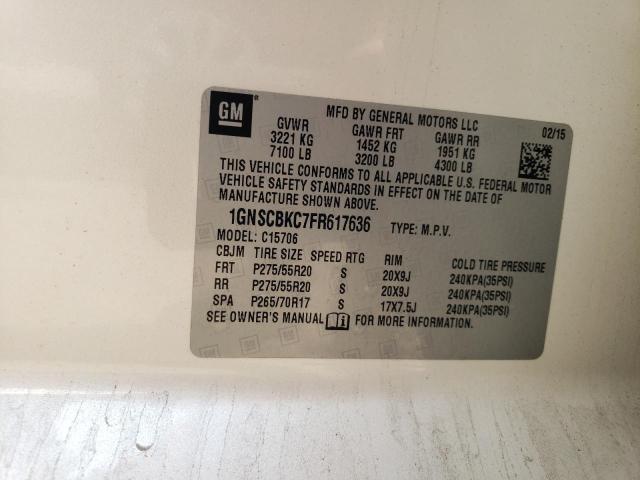 GM®
MFD BY GENERAL MOTORS LLC 02/15
GVWR GAWR FRT GAWR RR
3221 KG 1452 KG 1951 KG
7100 LB 3200 LB 4300 LB
THIS VEHICLE CONFORMS TO ALL APPLICABLE U.S. FEDERAL MOTOR
VEHICLE SAFETY STANDARDS IN EFFECT ON THE DATE OF
MANUFACTURE SHOWN ABOVE.
1GNSCBKC7FR617636 TYPE: M.P.V.
MODEL: C15706
CBJM TIRE SIZE SPEED RTG RIM COLD TIRE PRESSURE
FRT P275/55R20 S 20X9J 240KPA(35PSI)
RR P275/55R20 S 20X9J 240KPA(35PSI)
SPA P265/70R17 S 17X7.5J 240KPA(35PSI)
SEE OWNER'S MANUAL FOR MORE INFORMATION.